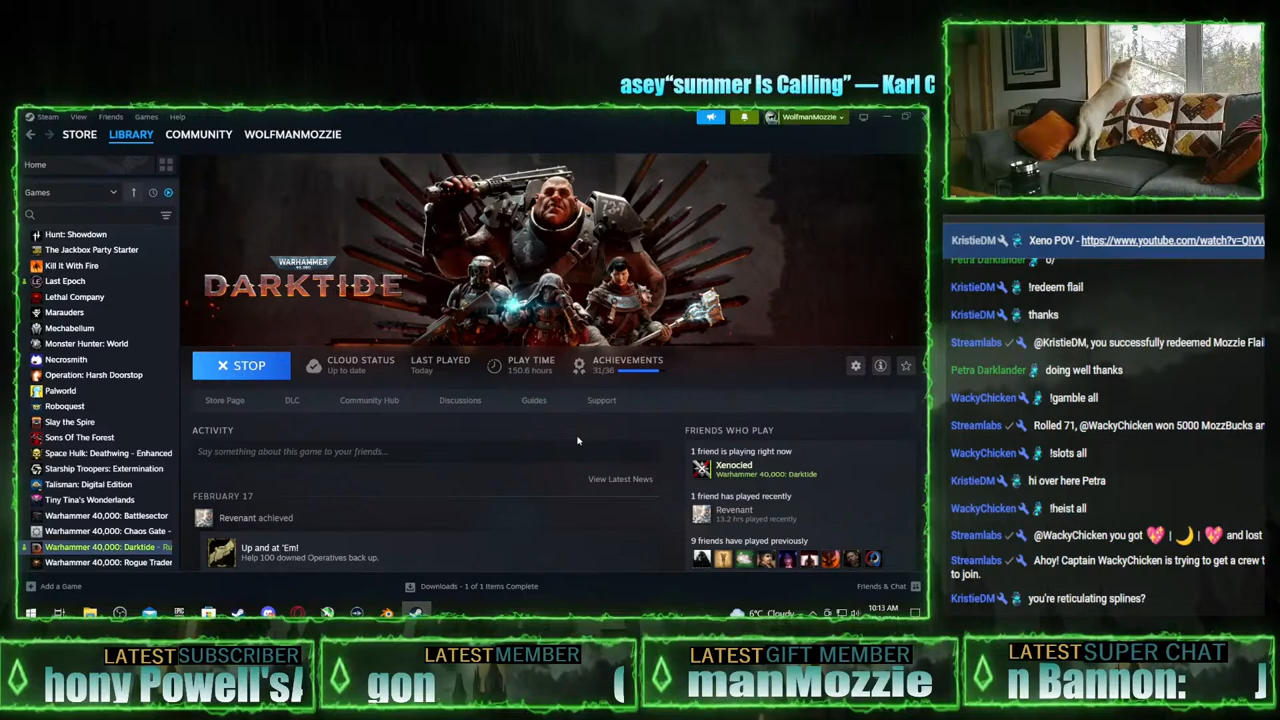 asey“summer Is Calling” — Karl C
Steam View Friends Games Help
WolfmanMozzie
STORE LIBRARY COMMUNITY WOLFMANMOZZIE
Home
Games
Hunt: Showdown
The Jackbox Party Starter
Kill It With Fire
Last Epoch
Lethal Company
Marauders
Mechabellum
Monster Hunter: World
Necrosmith
Operation: Harsh Doorstop
Palworld
Roboquest
Slay the Spire
Sons Of The Forest
Space Hulk: Deathwing - Enhanced
Starship Troopers: Extermination
Talisman: Digital Edition
Tiny Tina's Wonderlands
Warhammer 40,000: Battlesector
Warhammer 40,000: Chaos Gate -
Warhammer 40,000: Darktide - Ru
Warhammer 40,000: Rogue Trader
WARHAMMER
40,000
DARKTIDE
X STOP
CLOUD STATUS
Up to date
LAST PLAYED
Today
PLAY TIME
150.6 hours
ACHIEVEMENTS
31/36
Store Page DLC Community Hub Discussions Guides Support
ACTIVITY
Say something about this game to your friends...
View Latest News
FEBRUARY 17
Revenant achieved
Up and at 'Em!
Help 100 downed Operatives back up.
FRIENDS WHO PLAY
1 friend is playing right now
Xenocied
Warhammer 40,000: Darktide
1 friend has played recently
Revenant
13.2 hrs played recently
9 friends have played previously
Add a Game
Downloads - 1 of 1 Items Complete
Friends & Chat
6°C Cloudy
10:13 AM
KristieDM Xeno POV - https://www.youtube.com/watch?v=QIVW
Petra Darklander o/
KristieDM !redeem flail
KristieDM thanks
Streamlabs @KristieDM, you successfully redeemed Mozzie Flai
Petra Darklander doing well thanks
WackyChicken !gamble all
Streamlabs Rolled 71, @WackyChicken won 5000 MozzBucks an
WackyChicken !slots all
KristieDM hi over here Petra
WackyChicken !heist all
Streamlabs @WackyChicken you got 💖 | 🌙 | 💖 and lost
Streamlabs Ahoy! Captain WackyChicken is trying to get a crew t
to join.
KristieDM you're reticulating splines?
LATEST SUBSCRIBER
hony Powell's
LATEST MEMBER
gon
LATEST GIFT MEMBER
manMozzie
LATEST SUPER CHAT
n Bannon: J